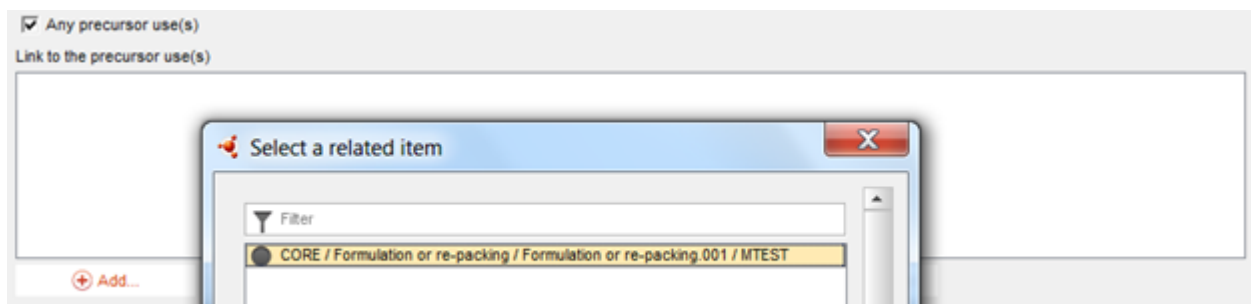 Any precursor use(s)
Link to the precursor use(s)
Select a related item
Filter
CORE / Formulation or re-packing / Formulation or re-packing.001 / MTEST
Add...